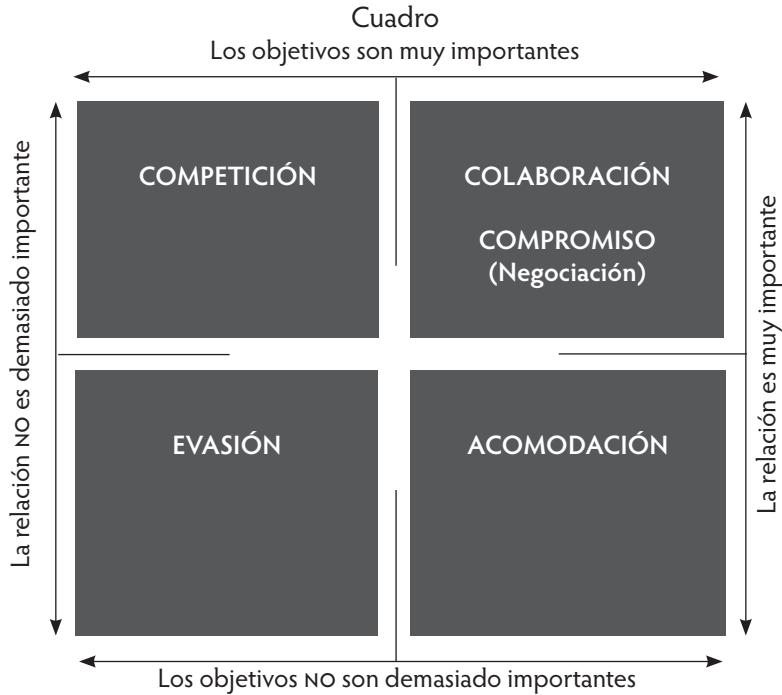 Cuadro
Los objetivos son muy importantes
La relación NO es demasiado importante
COMPETICIÓN
COLABORACIÓN
COMPROMISO
(Negociación)
La relación es muy importante
EVASIÓN
ACOMODACIÓN
Los objetivos NO son demasiado importantes